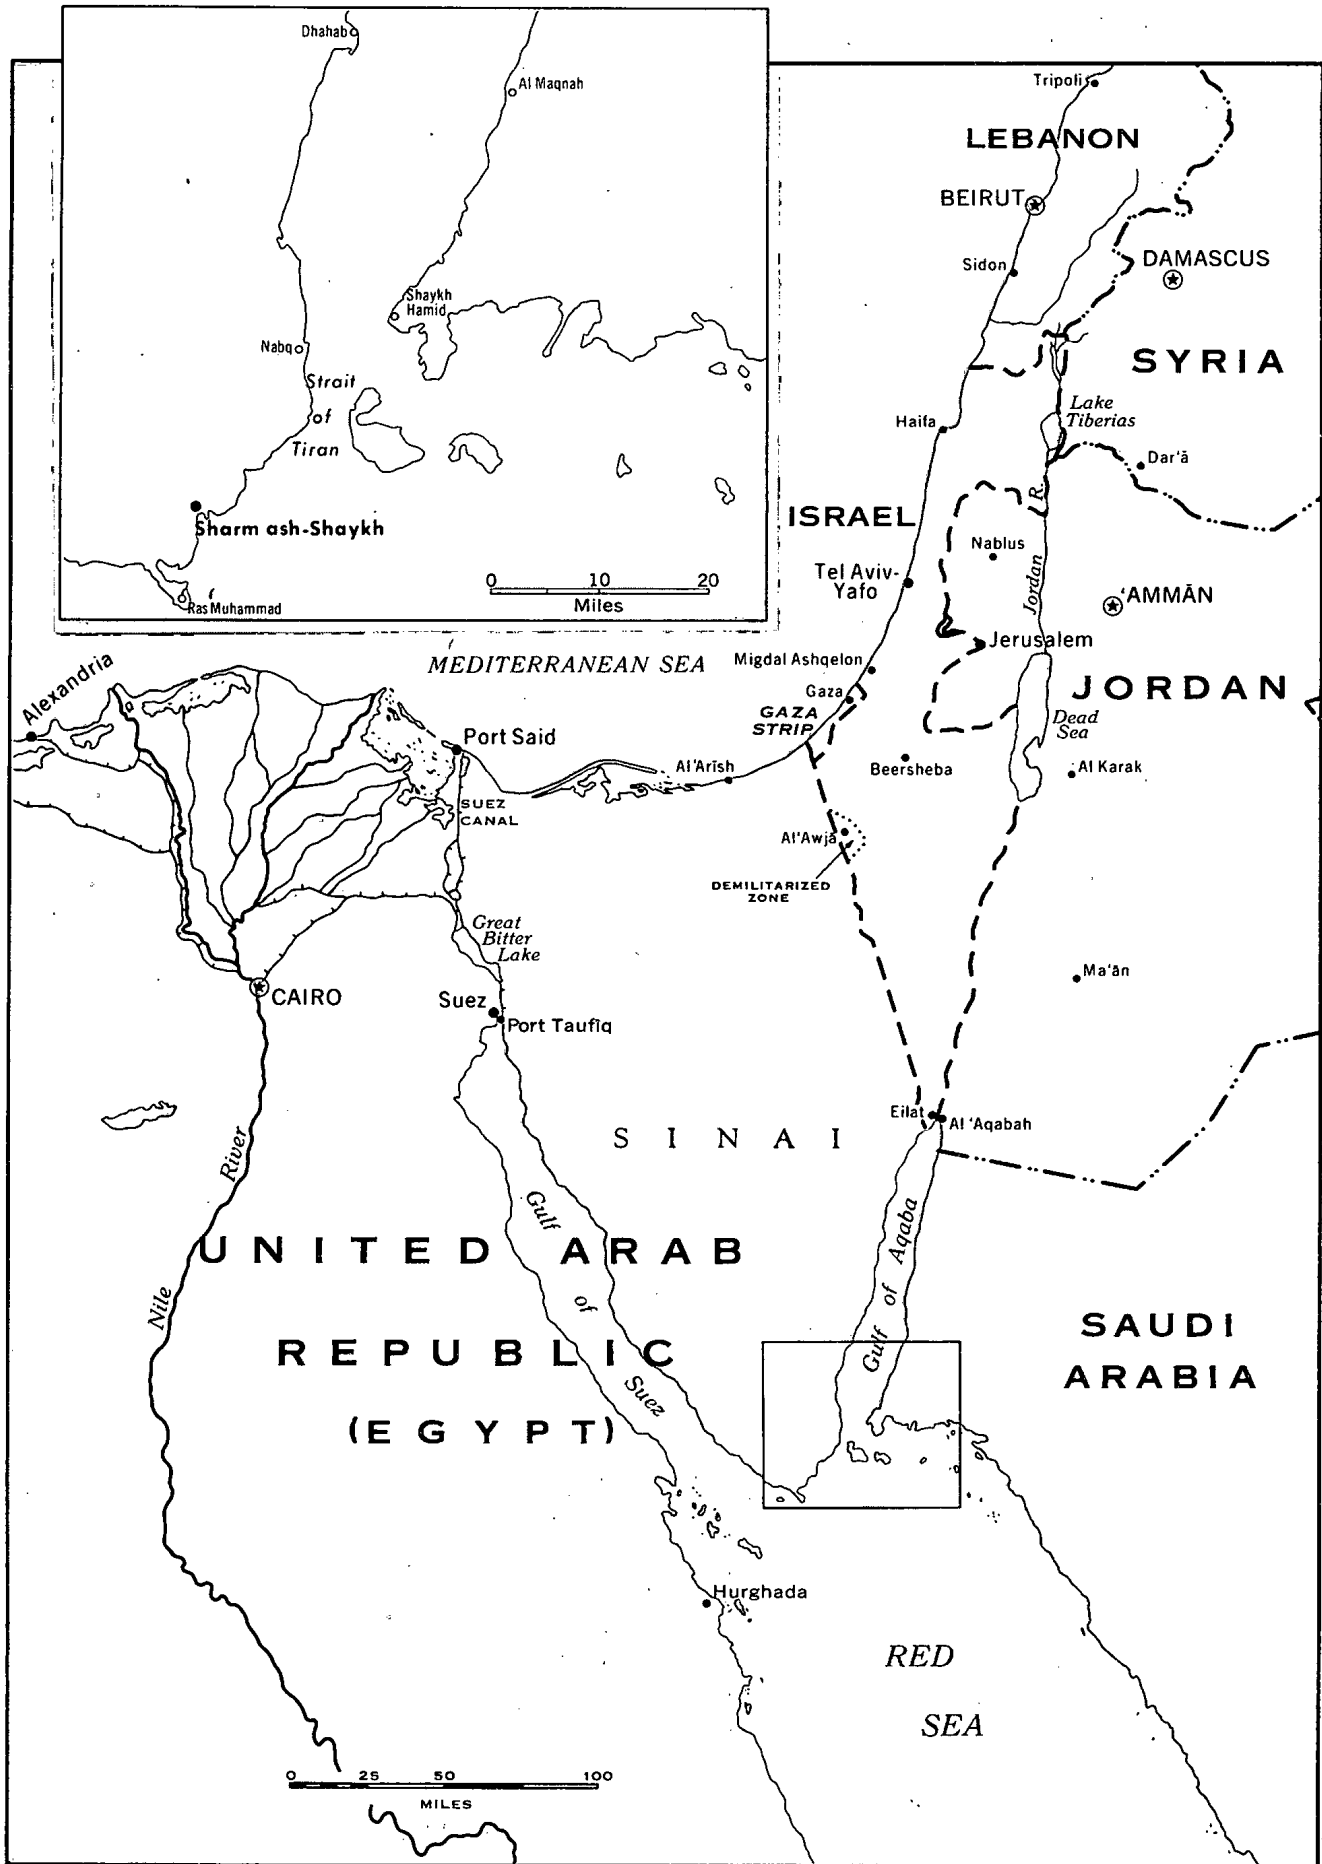 Dhahab
Al Maqnah
Shaykh
Hamid
Nabq
Strait
of
Tiran
Sharm ash-Shaykh
Ras Muhammad
0 10 20
Miles
Tripoli
LEBANON
BEIRUT
Sidon
DAMASCUS
SYRIA
Lake
Tiberias
Haifa
Dar'ā
ISRAEL
Nablus
Jordan R.
Tel Aviv-
Yafo
'AMMĀN
Jerusalem
MEDITERRANEAN SEA
Migdal Ashqelon
Gaza
GAZA
STRIP
JORDAN
Dead
Sea
Alexandria
Port Said
Al'Arīsh
Beersheba
Al Karak
SUEZ
CANAL
Al'Awjā
DEMILITARIZED
ZONE
Great
Bitter
Lake
CAIRO
Suez
Port Taufīq
Ma'ān
Eilat
Al 'Aqabah
SINAI
Nile River
Gulf of Suez
Gulf of Aqaba
UNITED ARAB
REPUBLIC
(EGYPT)
SAUDI
ARABIA
Hurghada
RED
SEA
0 25 50 100
MILES